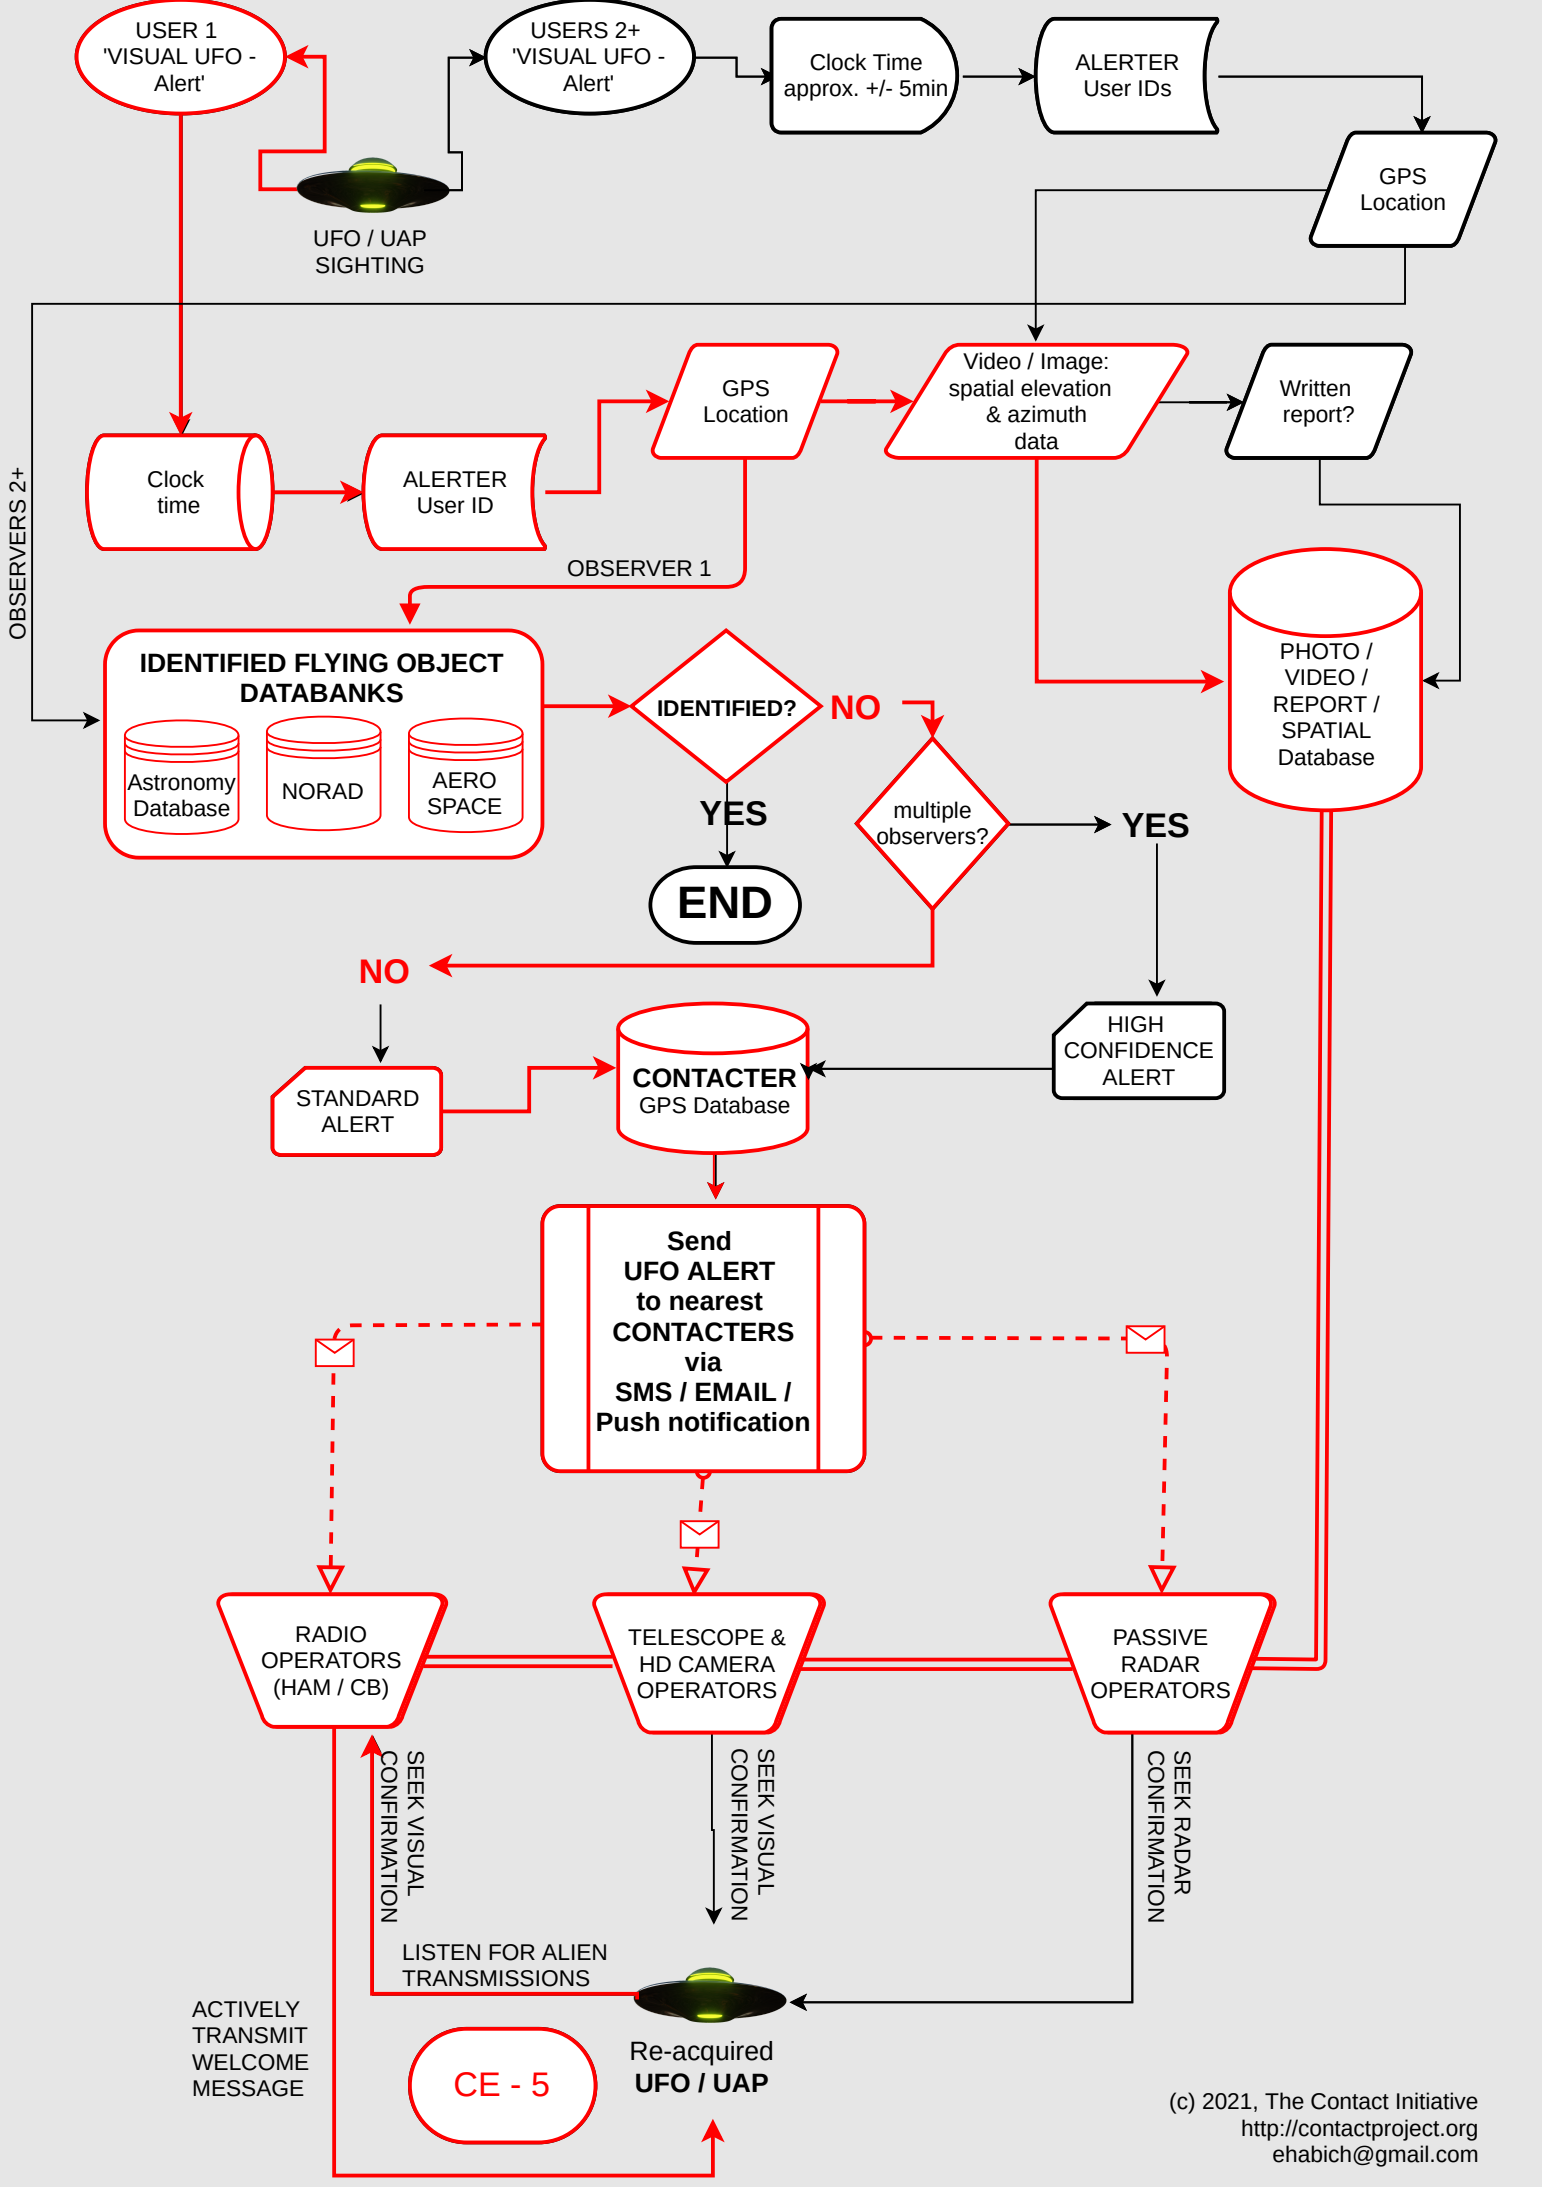 USER 1
'VISUAL UFO -
Alert'
USERS 2+
'VISUAL UFO -
Alert'
Clock Time
approx. +/- 5min
ALERTER
User IDs
GPS
Location
UFO / UAP
SIGHTING
OBSERVERS 2+
Clock
time
ALERTER
User ID
GPS
Location
Video / Image:
spatial elevation
& azimuth
data
Written
report?
OBSERVER 1
IDENTIFIED FLYING OBJECT
DATABANKS
Astronomy
Database
NORAD
AERO
SPACE
IDENTIFIED?
NO
YES
END
multiple
observers?
YES
PHOTO /
VIDEO /
REPORT /
SPATIAL
Database
NO
STANDARD
ALERT
CONTACTER
GPS Database
HIGH
CONFIDENCE
ALERT
Send
UFO ALERT
to nearest
CONTACTERS
via
SMS / EMAIL /
Push notification
RADIO
OPERATORS
(HAM / CB)
TELESCOPE &
HD CAMERA
OPERATORS
PASSIVE
RADAR
OPERATORS
SEEK VISUAL
CONFIRMATION
SEEK VISUAL
CONFIRMATION
SEEK RADAR
CONFIRMATION
LISTEN FOR ALIEN
TRANSMISSIONS
ACTIVELY
TRANSMIT
WELCOME
MESSAGE
CE - 5
Re-acquired
UFO / UAP
(c) 2021, The Contact Initiative
http://contactproject.org
ehabich@gmail.com